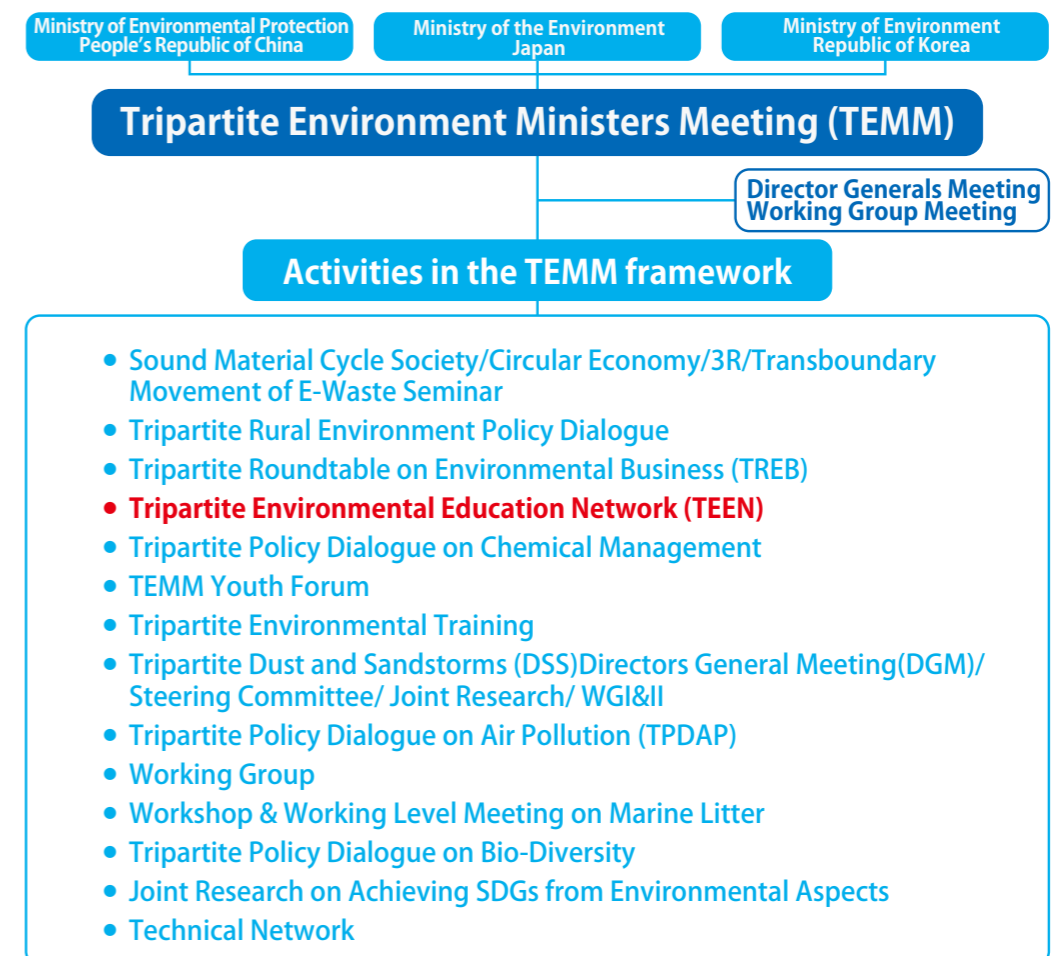 Ministry of Environmental Protection
People's Republic of China
Ministry of the Environment
Japan
Ministry of Environment
Republic of Korea
Tripartite Environment Ministers Meeting (TEMM)
Director Generals Meeting
Working Group Meeting
Activities in the TEMM framework
• Sound Material Cycle Society/Circular Economy/3R/Transboundary
Movement of E-Waste Seminar
• Tripartite Rural Environment Policy Dialogue
• Tripartite Roundtable on Environmental Business (TREB)
• Tripartite Environmental Education Network (TEEN)
• Tripartite Policy Dialogue on Chemical Management
• TEMM Youth Forum
• Tripartite Environmental Training
• Tripartite Dust and Sandstorms (DSS)Directors General Meeting(DGM)/
Steering Committee/ Joint Research/ WGI&II
• Tripartite Policy Dialogue on Air Pollution (TPDAP)
• Working Group
• Workshop & Working Level Meeting on Marine Litter
• Tripartite Policy Dialogue on Bio-Diversity
• Joint Research on Achieving SDGs from Environmental Aspects
• Technical Network